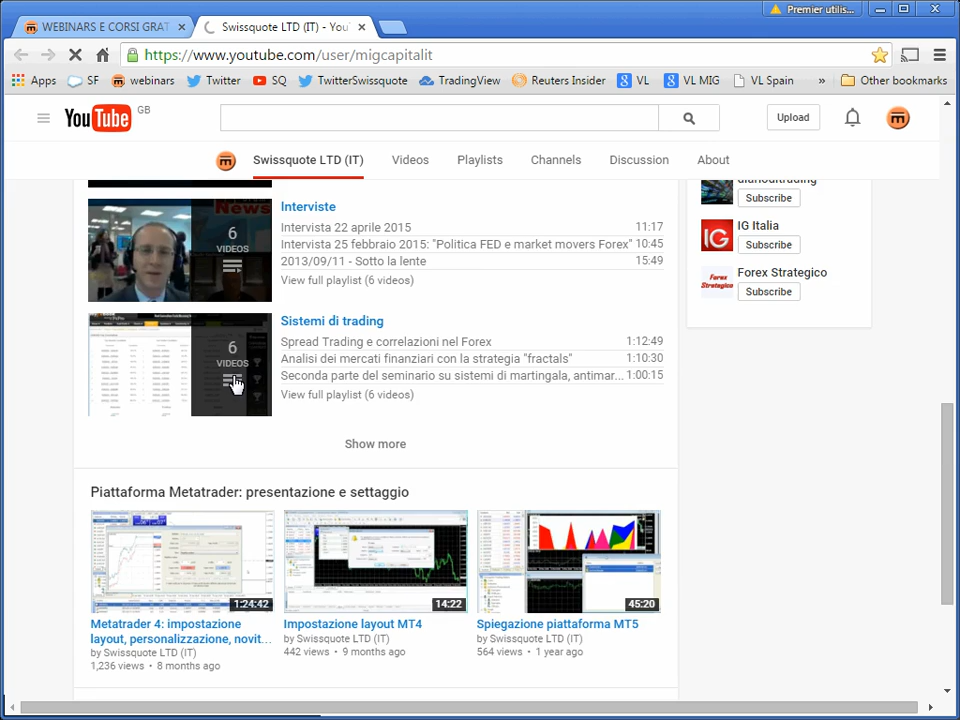 Premier utilis...
WEBINARS E CORSI GRAT
Swissquote LTD (IT) - You
https://www.youtube.com/user/migcapitalit
Apps SF webinars Twitter SQ TwitterSwissquote TradingView Reuters Insider VL VL MIG VL Spain » Other bookmarks
YouTube GB
Upload
Swissquote LTD (IT) Videos Playlists Channels Discussion About
Subscribe
IG Italia
Subscribe
Forex Strategico
Subscribe
6
VIDEOS
Interviste
Intervista 22 aprile 2015 11:17
Intervista 25 febbraio 2015: "Politica FED e market movers Forex" 10:45
2013/09/11 - Sotto la lente 15:49
View full playlist (6 videos)
6
VIDEOS
Sistemi di trading
Spread Trading e correlazioni nel Forex 1:12:49
Analisi dei mercati finanziari con la strategia "fractals" 1:10:30
Seconda parte del seminario su sistemi di martingala, antimar... 1:00:15
View full playlist (6 videos)
Show more
Piattaforma Metatrader: presentazione e settaggio
1:24:42
14:22
45:20
Metatrader 4: impostazione
layout, personalizzazione, novit...
by Swissquote LTD (IT)
1,236 views • 8 months ago
Impostazione layout MT4
by Swissquote LTD (IT)
442 views • 9 months ago
Spiegazione piattaforma MT5
by Swissquote LTD (IT)
564 views • 1 year ago